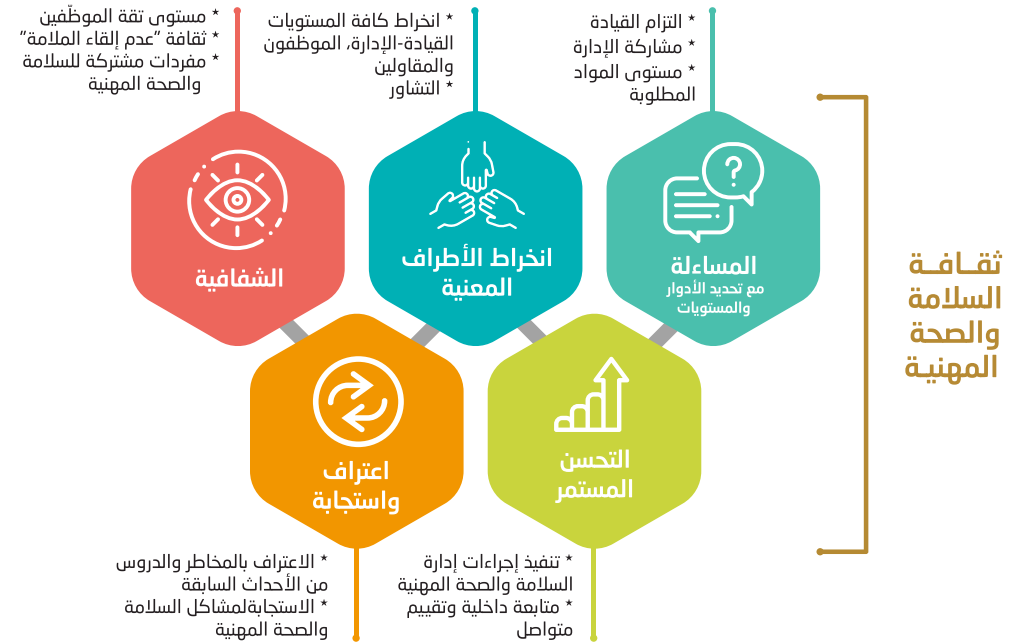 * التزام القيادة
* مشاركة الإدارة
* مستوى المواد
المطلوبة
* انخراط كافة المستويات
القيادة-الإدارة، الموظفون
والمقاولين
* التشاور
* مستوى تقة الموظّفين
* ثقافة "عدم إلقاء الملامة"
* مفردات مشتركة للسلامة
والصحة المهنية
?
المساءلة
مع تحديد الأدوار
والمستويات
انخراط الأطراف
المعنية
الشفافية
ثقــافــة
السلامة
والصحة
المهنيـة
التحسن
المستمر
اعتراف
واستجابة
* تنفيذ إجراءات إدارة
السلامة والصحة المهنية
* متابعة داخلية وتقييم
متواصل
* الاعتراف بالمخاطر والدروس
من الأحداث السابقة
* الاستجابةلمشاكل السلامة
والصحة المهنية